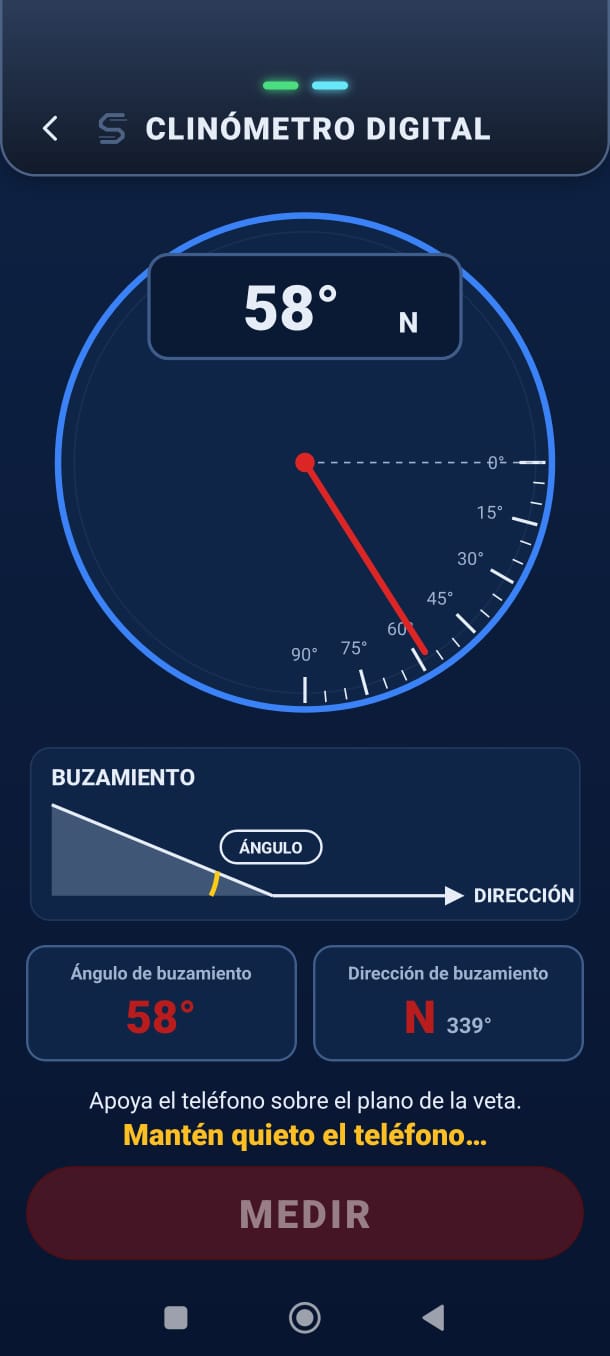 CLINÓMETRO DIGITAL
58° N
0°
15°
30°
45°
60°
75°
90°
BUZAMIENTO
ÁNGULO
DIRECCIÓN
Ángulo de buzamiento
58°
Dirección de buzamiento
N 339°
Apoya el teléfono sobre el plano de la veta.
Mantén quieto el teléfono...
MEDIR